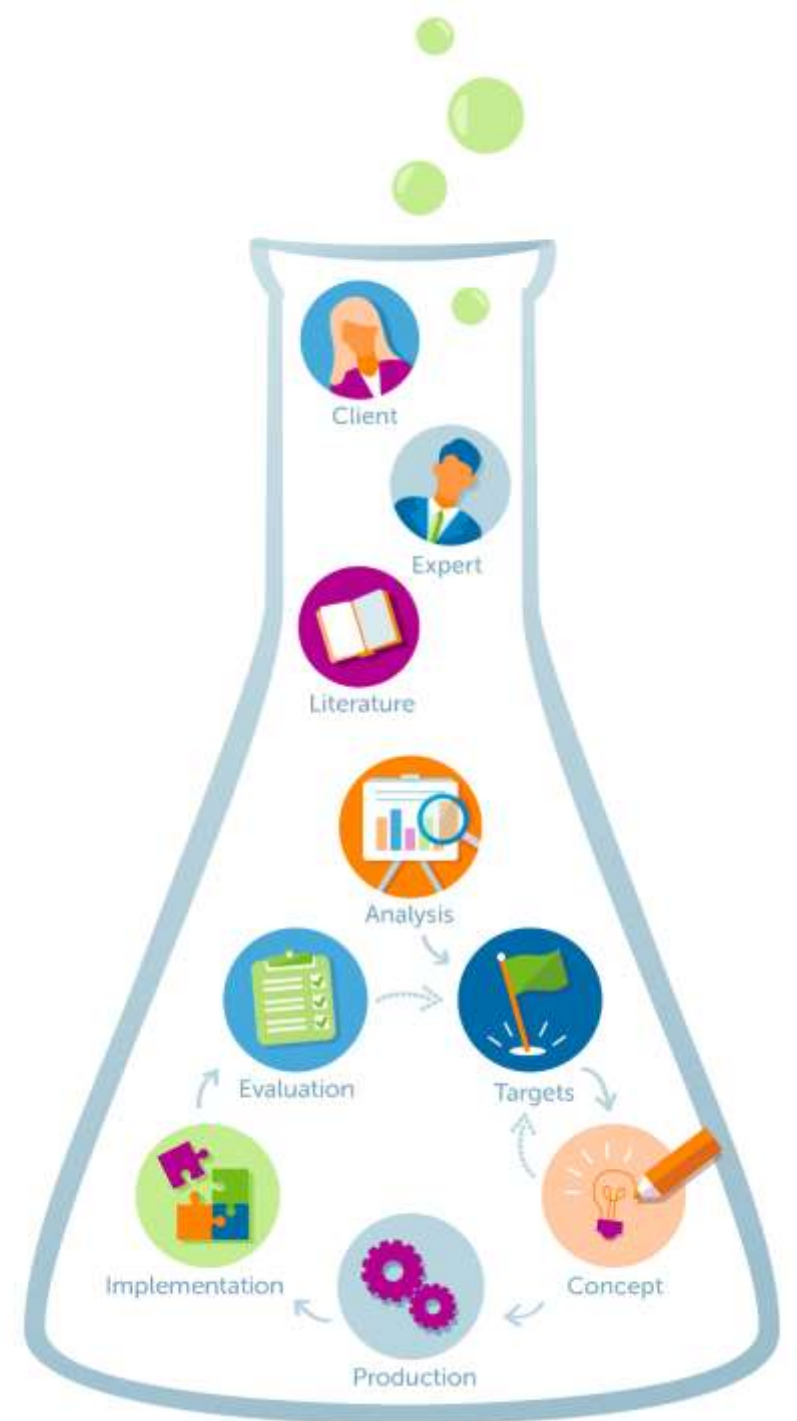 Client
Expert
Literature
Analysis
Evaluation
Targets
Implementation
Concept
Production